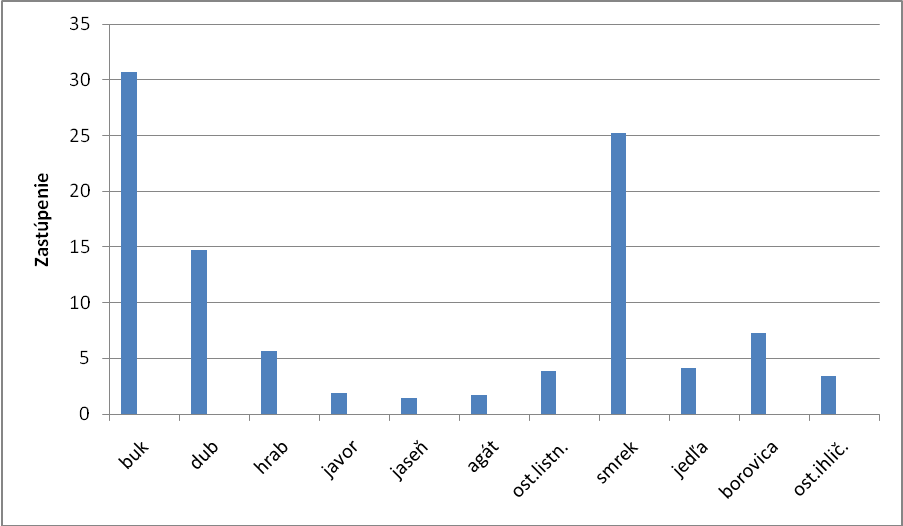 Zastúpenie
35
30
25
20
15
10
5
0
buk
dub
hrab
javor
jaseň
agát
ost.listn.
smrek
jedľa
borovica
ost.ihlič.